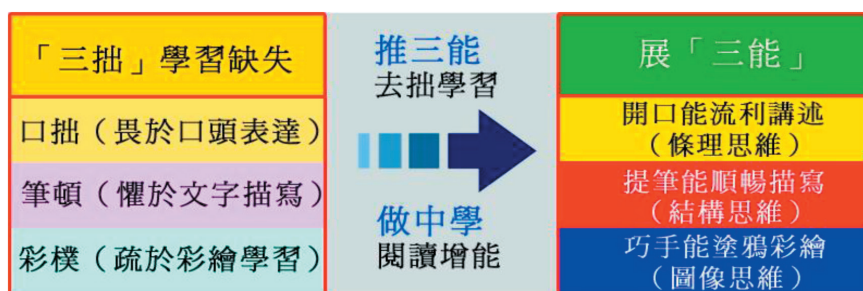 「三拙」學習缺失
口拙（畏於口頭表達）
筆頓（懼於文字描寫）
彩樸（疏於彩繪學習）
推三能
去拙學習
做中學
閱讀增能
展「三能」
開口能流利講述
（條理思維）
提筆能順暢描寫
（結構思維）
巧手能塗鴉彩繪
（圖像思維）